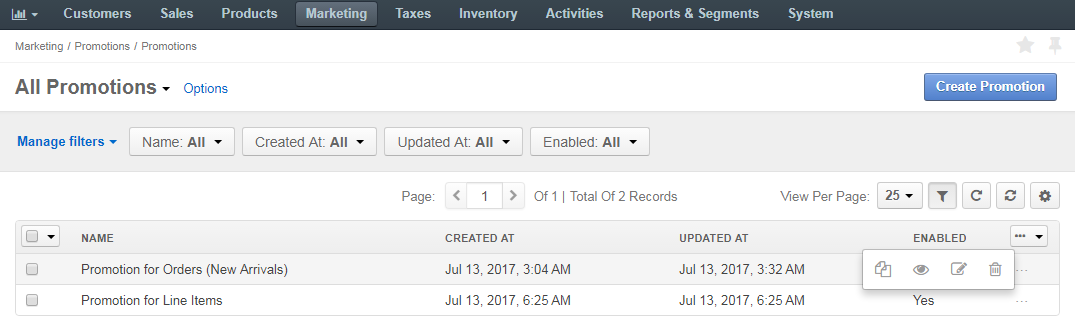 Customers Sales Products Marketing Taxes Inventory Activities Reports & Segments System
Marketing / Promotions / Promotions
All Promotions Options Create Promotion
Manage filters Name: All Created At: All Updated At: All Enabled: All
Page: 1 Of 1 | Total Of 2 Records View Per Page: 25
NAME CREATED AT UPDATED AT ENABLED
Promotion for Orders (New Arrivals) Jul 13, 2017, 3:04 AM Jul 13, 2017, 3:32 AM
Promotion for Line Items Jul 13, 2017, 6:25 AM Jul 13, 2017, 6:25 AM Yes